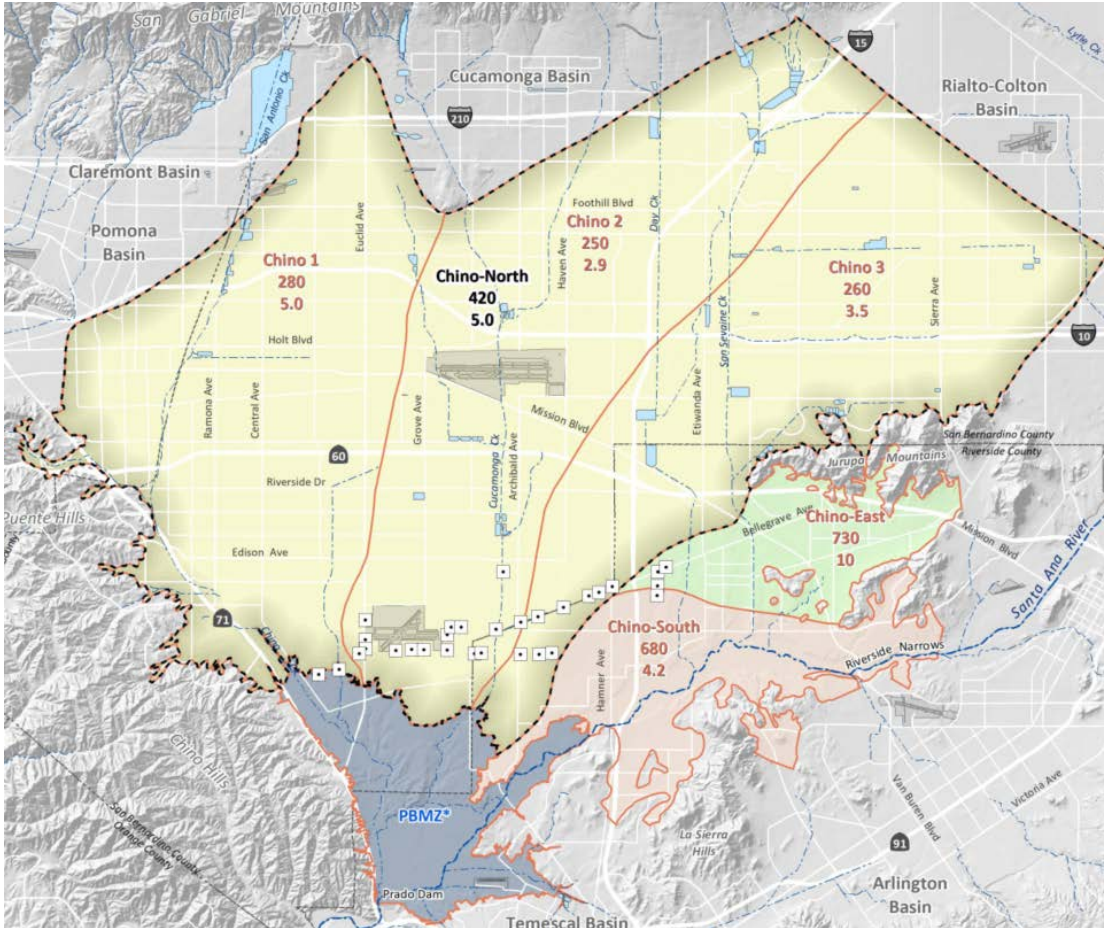 San Gabriel Mountains
Lytle Ck
15
Cucamonga Basin
Rialto-Colton
Basin
San Antonio Ck
210
Claremont Basin
Pomona
Basin
Euclid Ave
Foothill Blvd
Day Ck
Haven Ave
Chino 1
280
5.0
Chino-North
420
5.0
Chino 2
250
2.9
Chino 3
260
3.5
San Sevaine Ck
Sierra Ave
Holt Blvd
10
Ramona Ave
Central Ave
Grove Ave
Mission Blvd
Etiwanda Ave
60
Cucamonga Ck
Archibald Ave
San Bernardino County
Riverside County
Jurupa Mountains
Riverside Dr
Puente Hills
Bellegrave Ave
Chino-East
730
10
Mission Blvd
Edison Ave
Santa Ana River
71
Chino-South
680
4.2
Riverside Narrows
Hamner Ave
Chino Hills
PBMZ*
San Bernardino County
Orange County
La Sierra
Hills
Van Buren Blvd
Victoria Ave
91
Prado Dam
Arlington
Basin
Temescal Basin